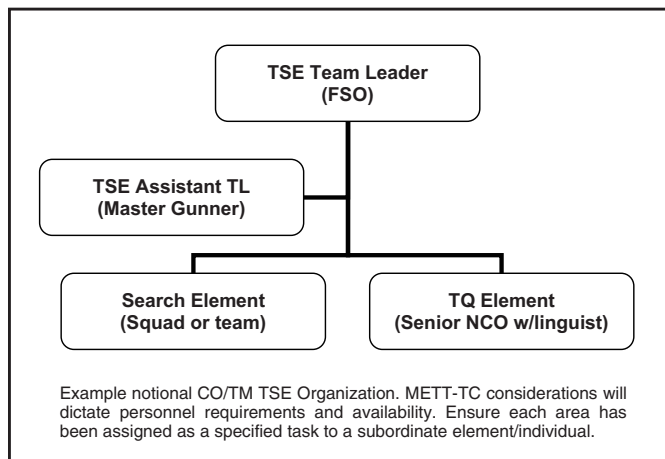 TSE Team Leader
(FSO)
TSE Assistant TL
(Master Gunner)
Search Element
(Squad or team)
TQ Element
(Senior NCO w/linguist)
Example notional CO/TM TSE Organization. METT-TC considerations will
dictate personnel requirements and availability. Ensure each area has
been assigned as a specified task to a subordinate element/individual.